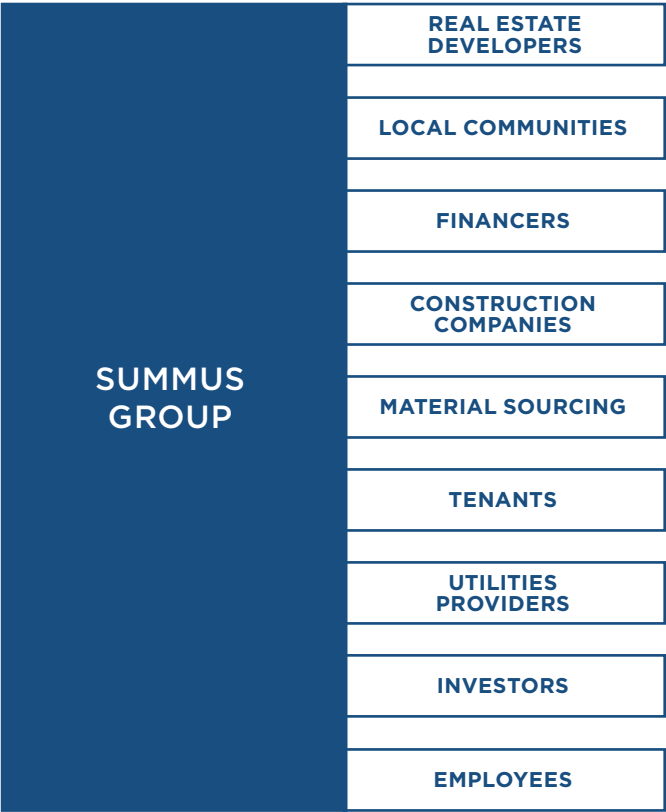 SUMMUS
GROUP
REAL ESTATE
DEVELOPERS
LOCAL COMMUNITIES
FINANCERS
CONSTRUCTION
COMPANIES
MATERIAL SOURCING
TENANTS
UTILITIES
PROVIDERS
INVESTORS
EMPLOYEES